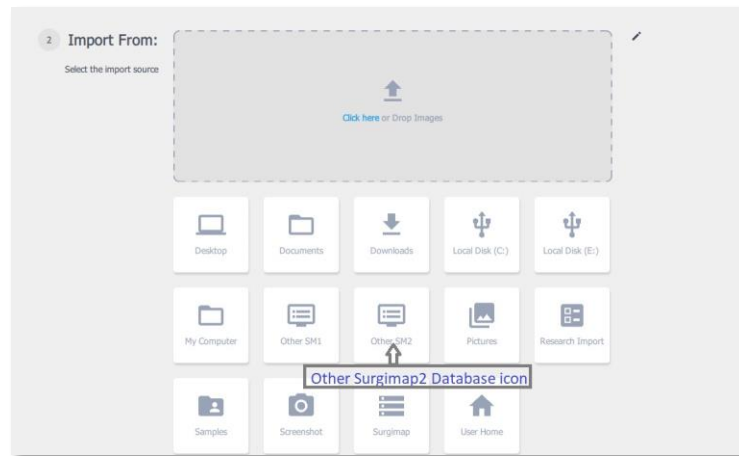 2 Import From:
Select the import source
Click here or Drop Images
Desktop Documents Downloads Local Disk (C:) Local Disk (E:)
My Computer Other SM1 Other SM2 Pictures Research Import
Other Surgimap2 Database icon
Samples Screenshot Surgimap User Home